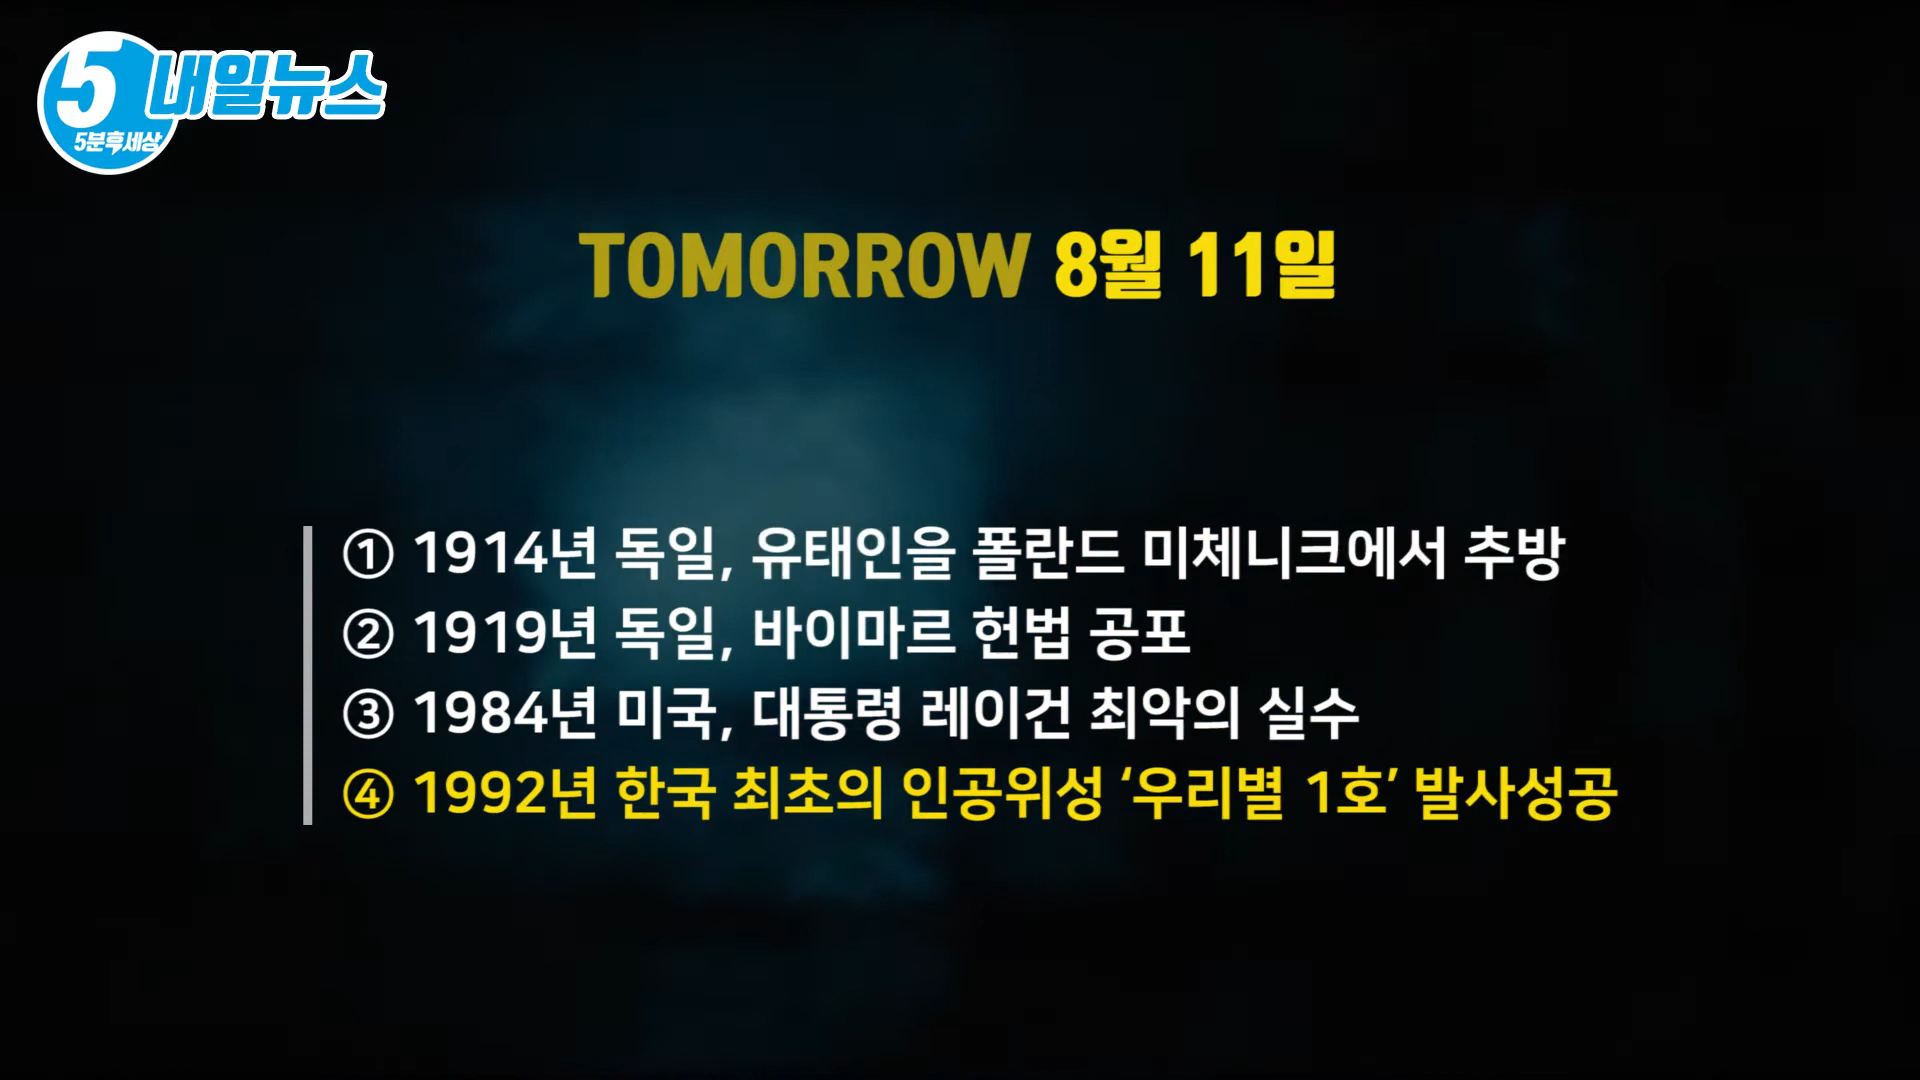 5 내일뉴스
5분후세상
TOMORROW 8월 11일
① 1914년 독일, 유태인을 폴란드 미체니크에서 추방
② 1919년 독일, 바이마르 헌법 공포
③ 1984년 미국, 대통령 레이건 최악의 실수
④ 1992년 한국 최초의 인공위성 ‘우리별 1호’ 발사성공